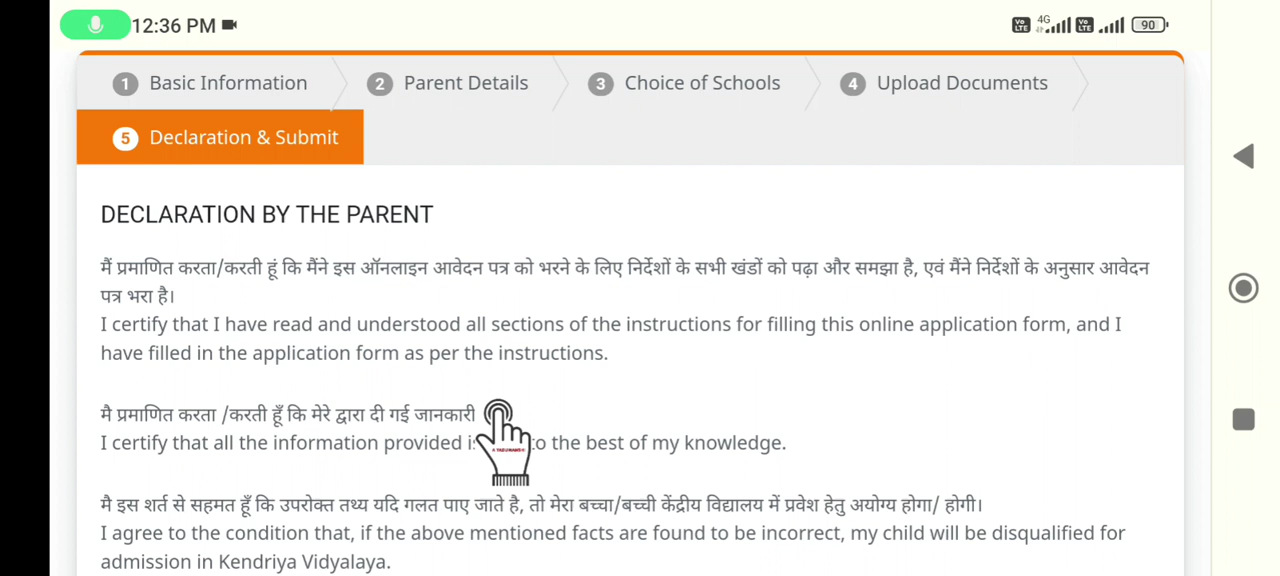 12:36 PM
Vo LTE 4G Vo LTE 90
1 Basic Information 2 Parent Details 3 Choice of Schools 4 Upload Documents
5 Declaration & Submit
DECLARATION BY THE PARENT
मैं प्रमाणित करता/करती हूं कि मैंने इस ऑनलाइन आवेदन पत्र को भरने के लिए निर्देशों के सभी खंडों को पढ़ा और समझा है, एवं मैंने निर्देशों के अनुसार आवेदन
पत्र भरा है।
I certify that I have read and understood all sections of the instructions for filling this online application form, and I
have filled in the application form as per the instructions.
मै प्रमाणित करता /करती हूँ कि मेरे द्वारा दी गई जानकारी
I certify that all the information provided to the best of my knowledge.
मै इस शर्त से सहमत हूँ कि उपरोक्त तथ्य यदि गलत पाए जाते है, तो मेरा बच्चा/बच्ची केंद्रीय विद्यालय में प्रवेश हेतु अयोग्य होगा/ होगी।
I agree to the condition that, if the above mentioned facts are found to be incorrect, my child will be disqualified for
admission in Kendriya Vidyalaya.